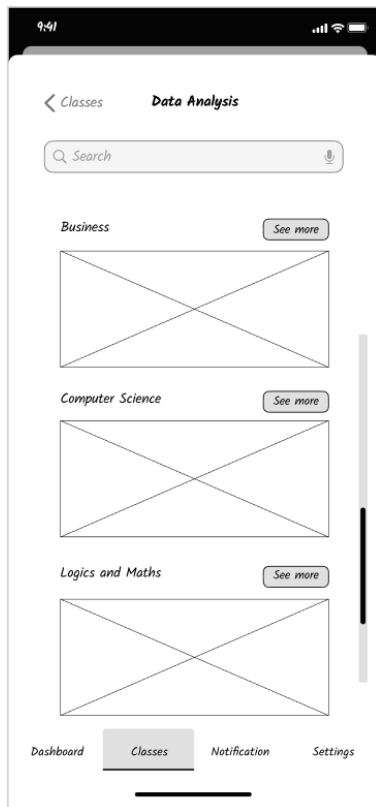 9:41
Classes Data Analysis
Search
Business See more
Computer Science See more
Logics and Maths See more
Dashboard Classes Notification Settings